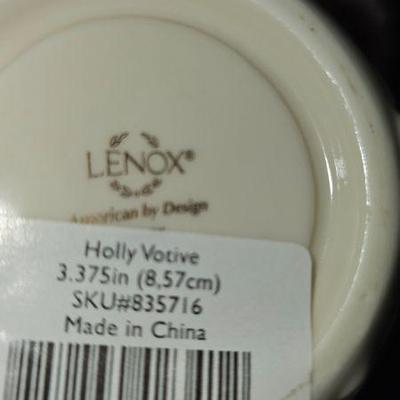 LENOX®
American by Design
Holly Votive
3.375in (8,57cm)
SKU#835716
Made in China